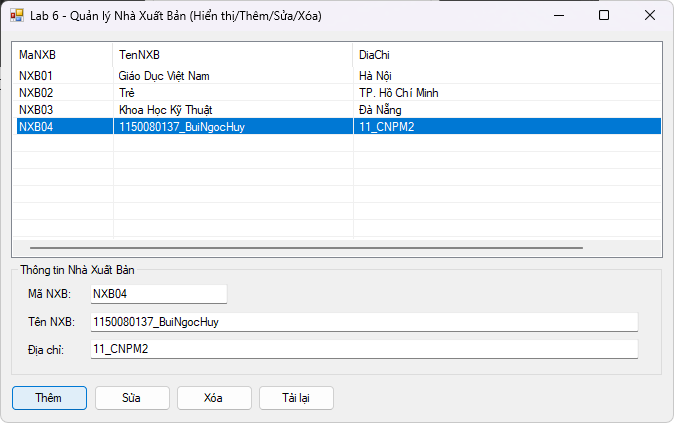 Lab 6 - Quản lý Nhà Xuất Bản (Hiển thị/Thêm/Sửa/Xóa)
MaNXB TenNXB DiaChi
NXB01 Giáo Dục Việt Nam Hà Nội
NXB02 Trẻ TP. Hồ Chí Minh
NXB03 Khoa Học Kỹ Thuật Đà Nẵng
NXB04 1150080137_BuiNgocHuy 11_CNPM2
Thông tin Nhà Xuất Bản
Mã NXB: NXB04
Tên NXB: 1150080137_BuiNgocHuy
Địa chỉ: 11_CNPM2
Thêm Sửa Xóa Tải lại